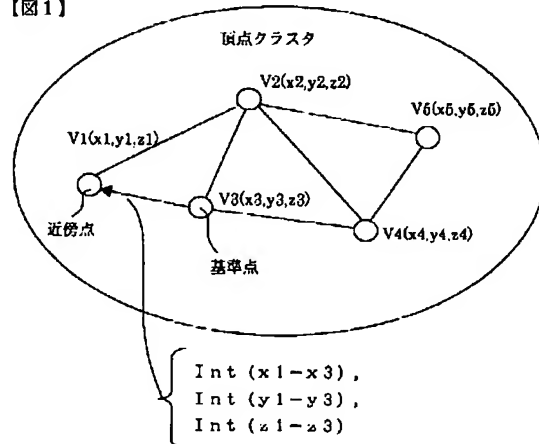 【図1】
頂点クラスタ
V2(x2,y2,z2)
V5(x5,y5,z5)
V1(x1,y1,z1)
V3(x3,y3,z3)
V4(x4,y4,z4)
近傍点
基準点
Int(x1−x3),
Int(y1−y3),
Int(z1−z3)